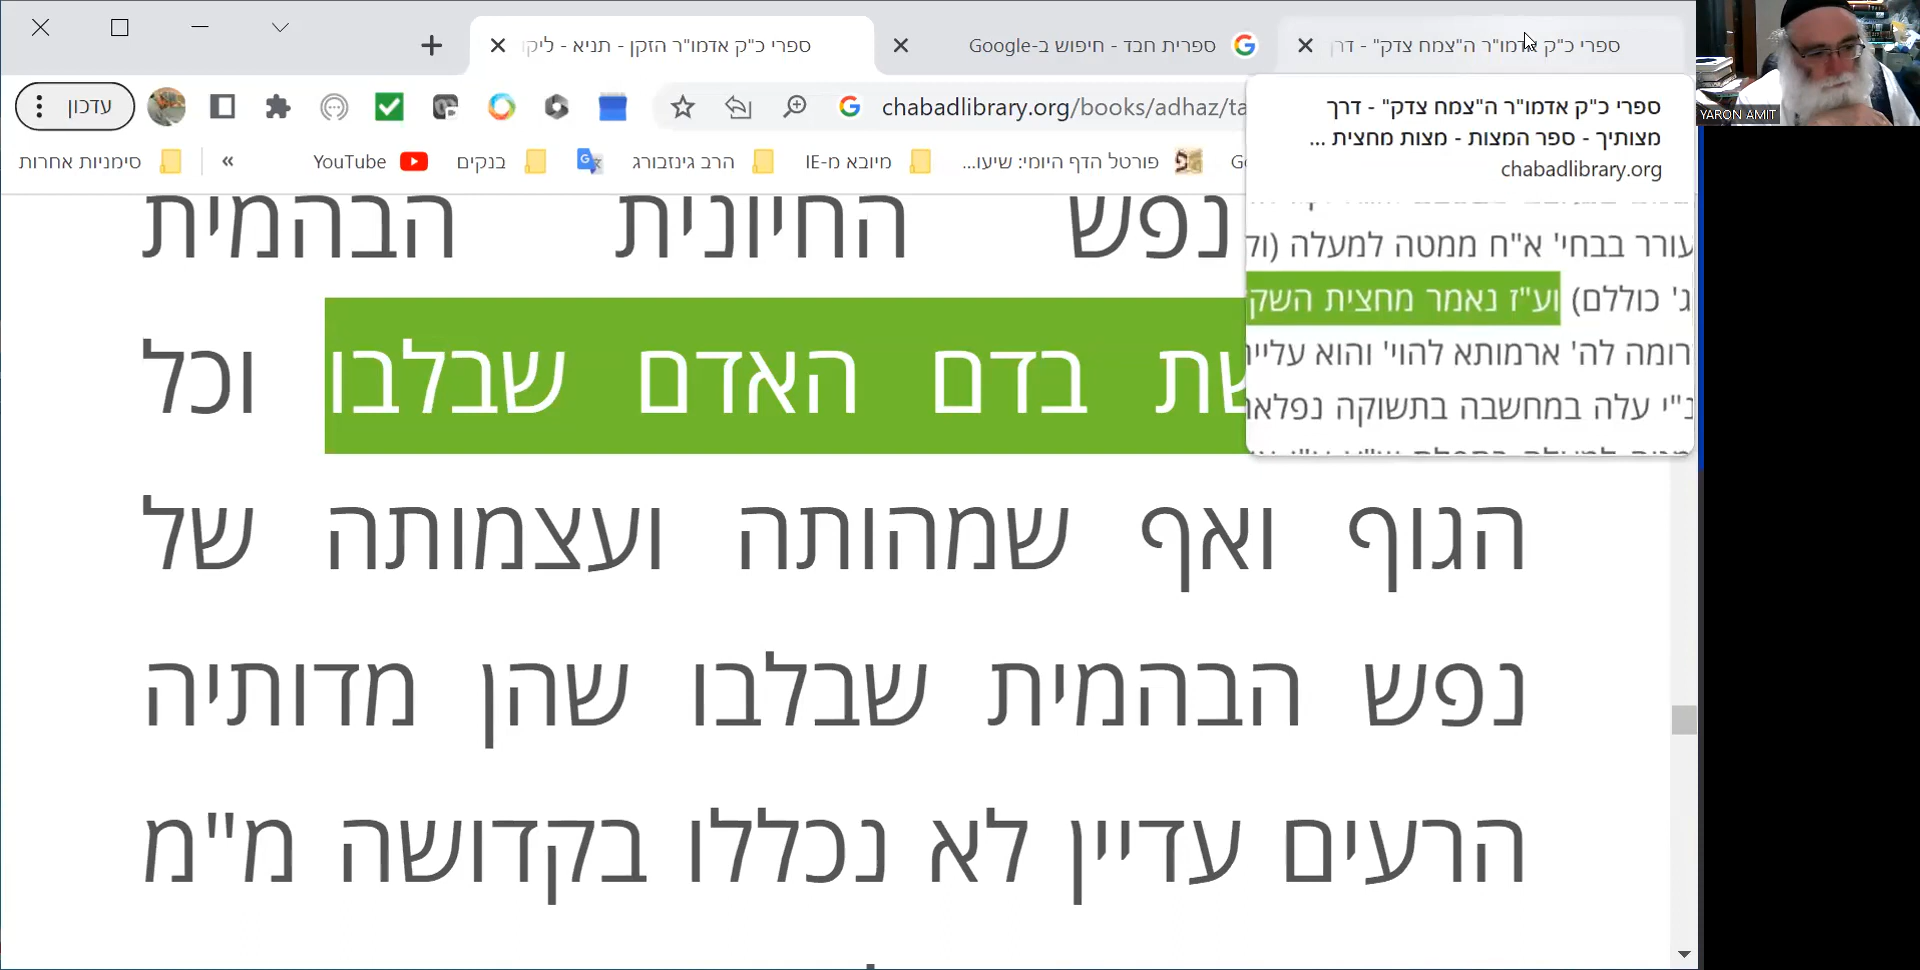 ספרי כ"ק אדמו"ר ה"צמח צדק" - דר
ספרית חבד - חיפוש ב-Google
ספרי כ"ק אדמו"ר הזקן - תניא - ליקו
chabadlibrary.org/books/adhaz/ta
עדכון
YouTube
בנקים
הרב גינזבורג
מיובא מ-IE
פורטל הדף היומי: שיעו...
סימניות אחרות
ספרי כ"ק אדמו"ר ה"צמח צדק" - דרך
מצותיך - ספר המצות - מצות מחצית ...
chabadlibrary.org
עורר בבחי' א"ח ממטה למעלה (וק
ג' כוללם) וע"ז נאמר מחצית השק
רומה לה' ארמותא להוי' והוא עליי
נ"י עלה במחשבה בתשוקה נפלא
נפש החיונית הבהמית
שת בדם האדם שבלבו וכל
הגוף ואף שמהותה ועצמותה של
נפש הבהמית שבלבו שהן מדותיה
הרעים עדיין לא נכללו בקדושה מ"מ
YARON AMIT